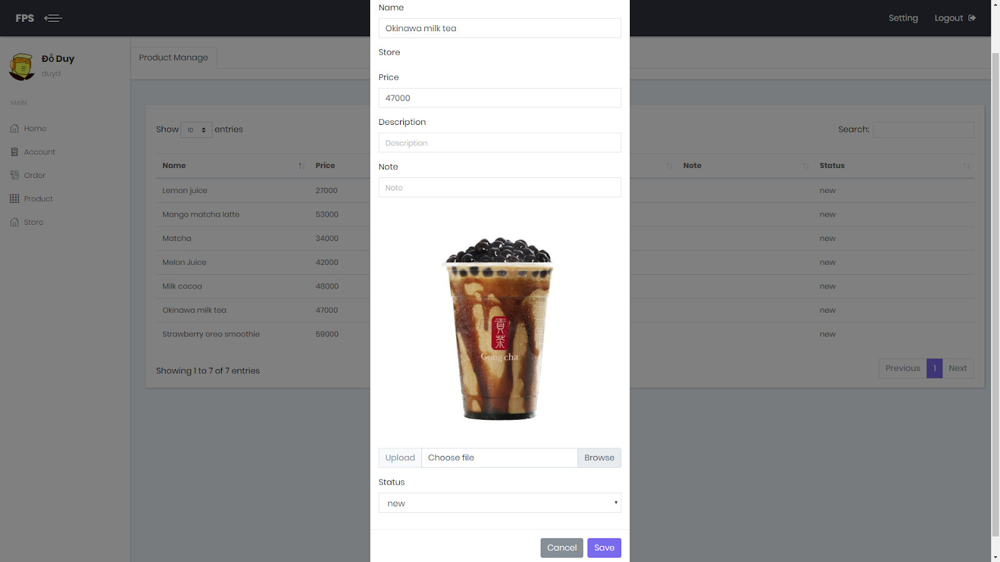 FPS
Setting
Logout
Đỗ Duy
duyd
MAIN
Home
Account
Order
Product
Store
Product Manage
Show 10 entries
Search:
Name Price Note Status
Lemon juice 27000 new
Mango matcha latte 53000 new
Matcha 34000 new
Melon Juice 42000 new
Milk cocoa 48000 new
Okinawa milk tea 47000 new
Strawberry oreo smoothie 59000 new
Showing 1 to 7 of 7 entries
Previous 1 Next
Name
Okinawa milk tea
Store
Price
47000
Description
Description
Note
Note
貢茶
Gong cha
Upload Choose file Browse
Status
new
Cancel Save